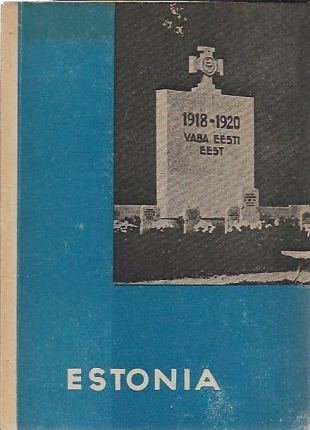 1918-1920
VABA EESTI
EEST
ESTONIA